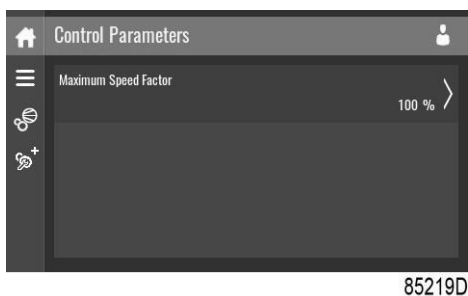 Control Parameters
Maximum Speed Factor
100 %
85219D